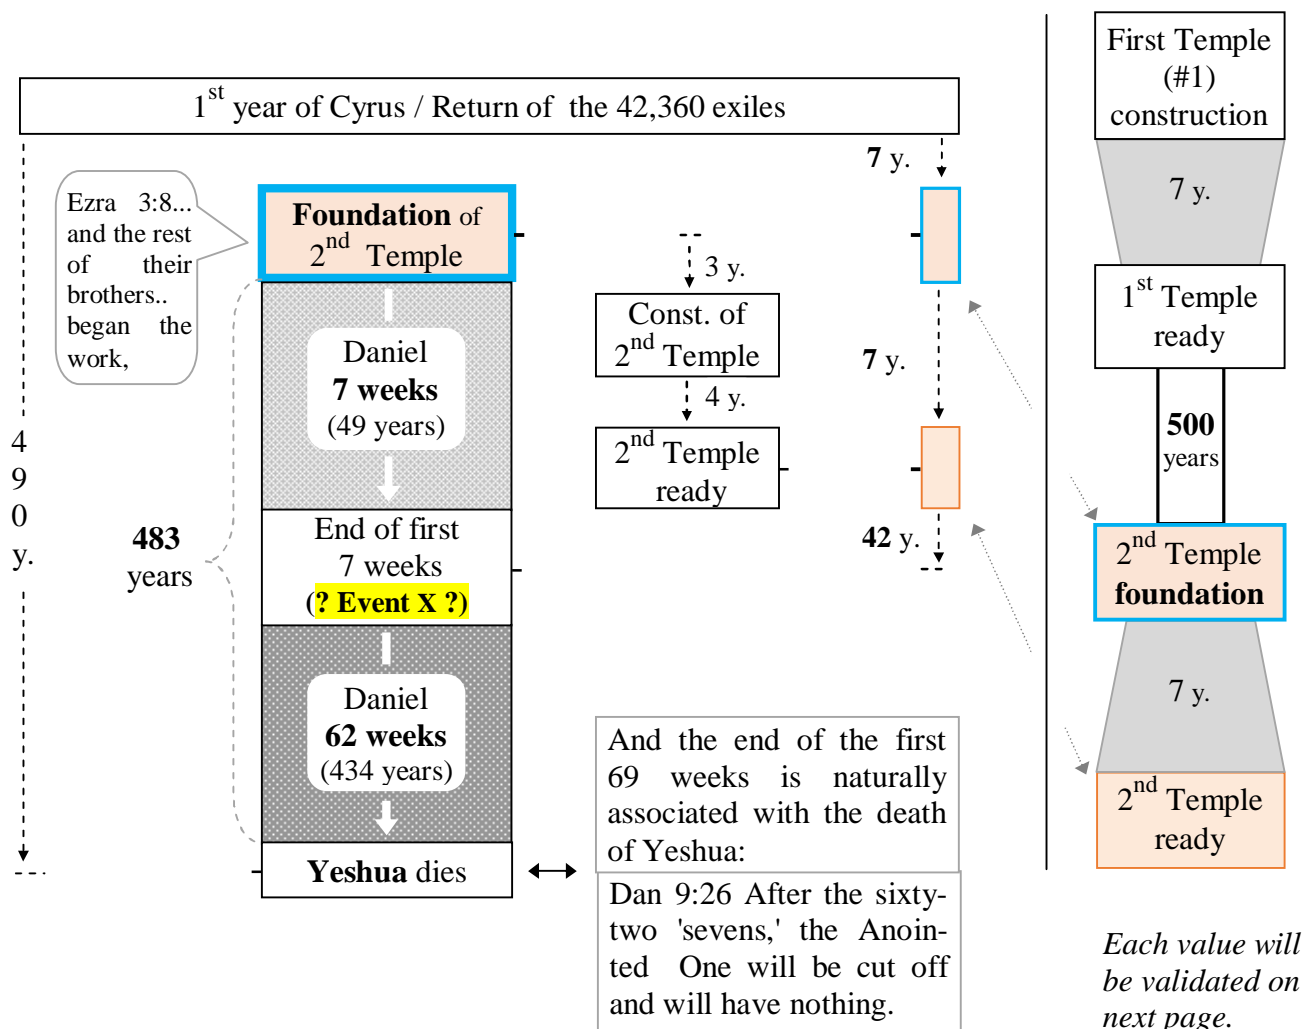 1st year of Cyrus / Return of the 42,360 exiles
Ezra 3:8...
and the rest
of their
brothers..
began the
work,
4
9
0
y.
483
years
Foundation of
2nd Temple
Daniel
7 weeks
(49 years)
End of first
7 weeks
(? Event X ?)
Daniel
62 weeks
(434 years)
Yeshua dies
3 y.
Const. of
2nd Temple
4 y.
2nd Temple
ready
7 y.
7 y.
42 y.
And the end of the first
69 weeks is naturally
associated with the death
of Yeshua:
Dan 9:26 After the sixty-
two 'sevens,' the Anoin-
ted One will be cut off
and will have nothing.
First Temple
(#1)
construction
7 y.
1st Temple
ready
500
years
2nd Temple
foundation
7 y.
2nd Temple
ready
Each value will
be validated on
next page.